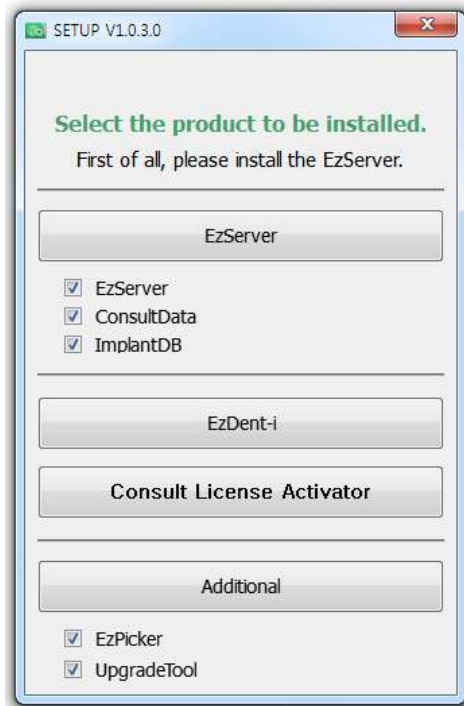 SETUP V1.0.3.0
Select the product to be installed.
First of all, please install the EzServer.
EzServer
EzServer
ConsultData
ImplantDB
EzDent-i
Consult License Activator
Additional
EzPicker
UpgradeTool